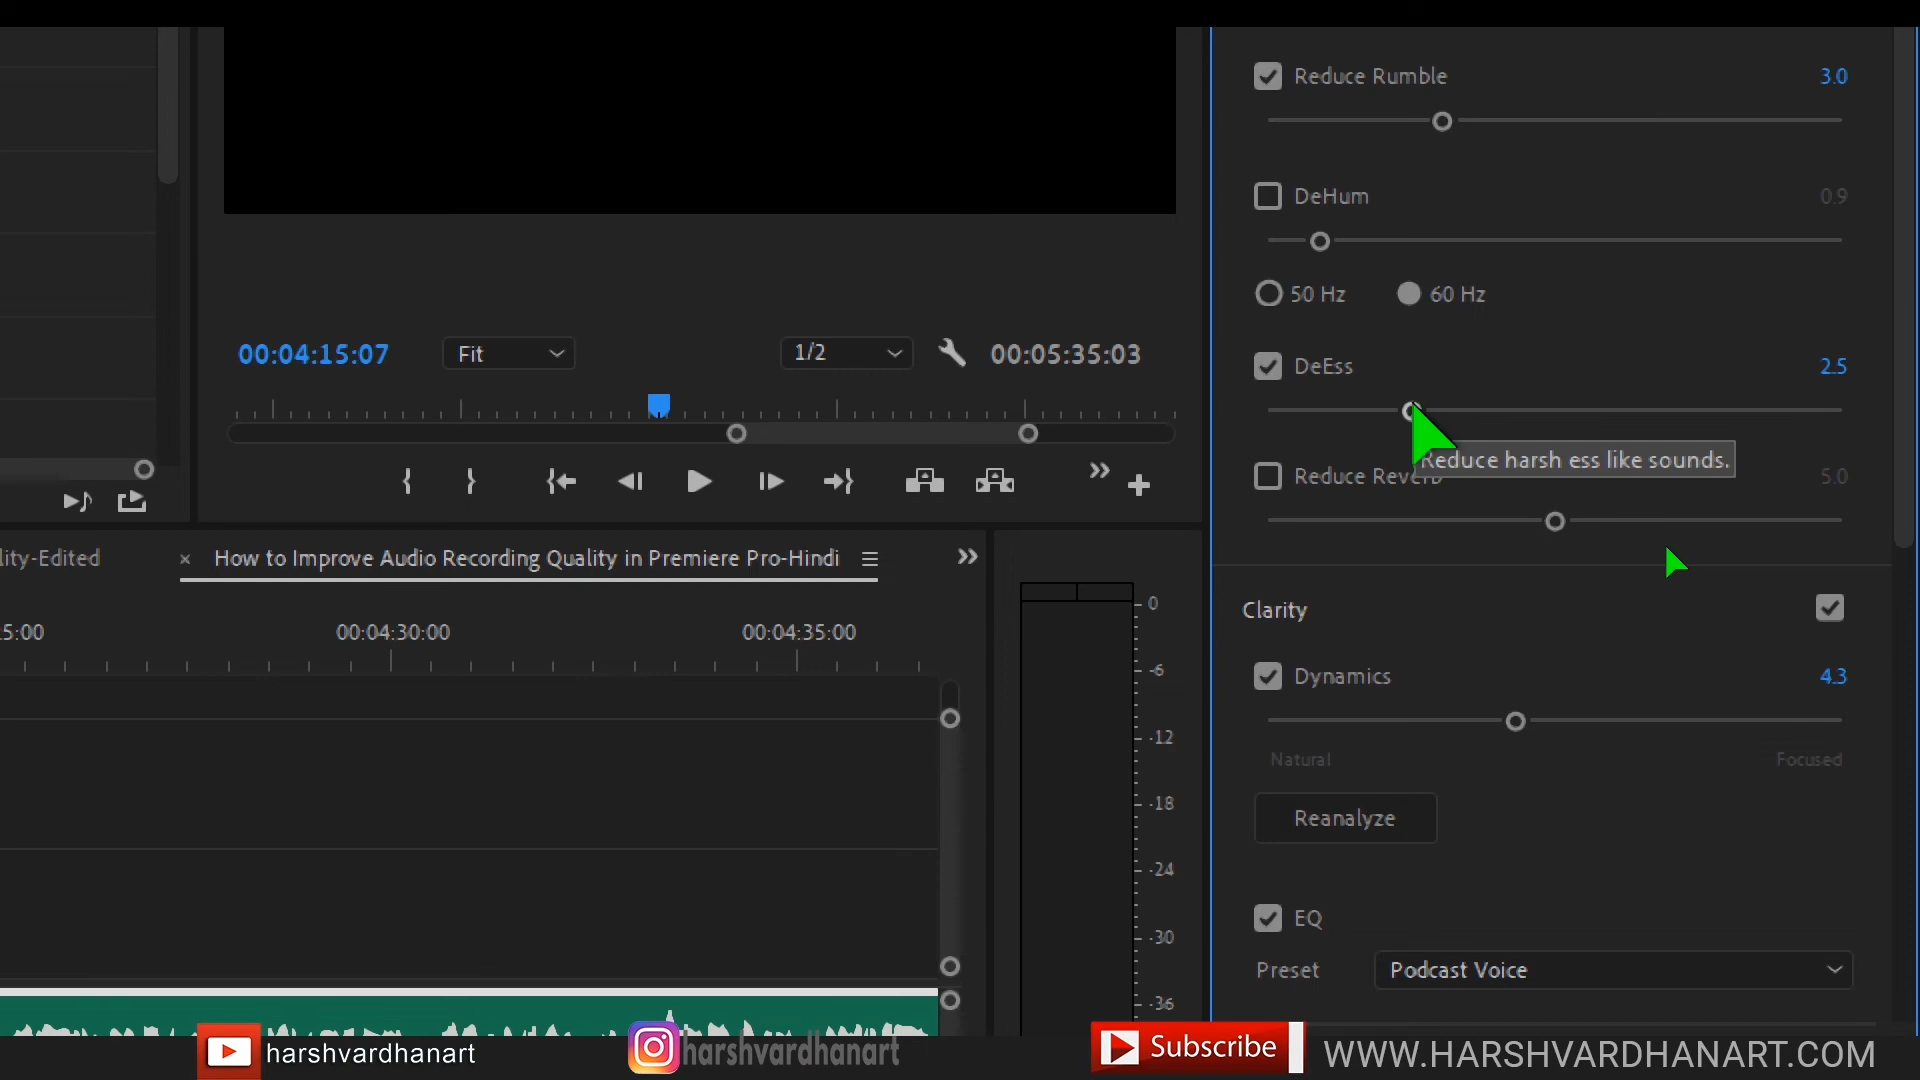 Reduce Rumble 3.0
DeHum 0.9
50 Hz 60 Hz
00:04:15:07 Fit 1/2 00:05:35:03
DeEss 2.5
Reduce harsh ess like sounds.
Reduce Reverb 5.0
lity-Edited × How to Improve Audio Recording Quality in Premiere Pro-Hindi
Clarity
5:00 00:04:30:00 00:04:35:00
0
-6
-12
-18
-24
-30
-36
Dynamics 4.3
Natural Focused
Reanalyze
EQ
Preset Podcast Voice
harshvardhanart harshvardhanart Subscribe WWW.HARSHVARDHANART.COM